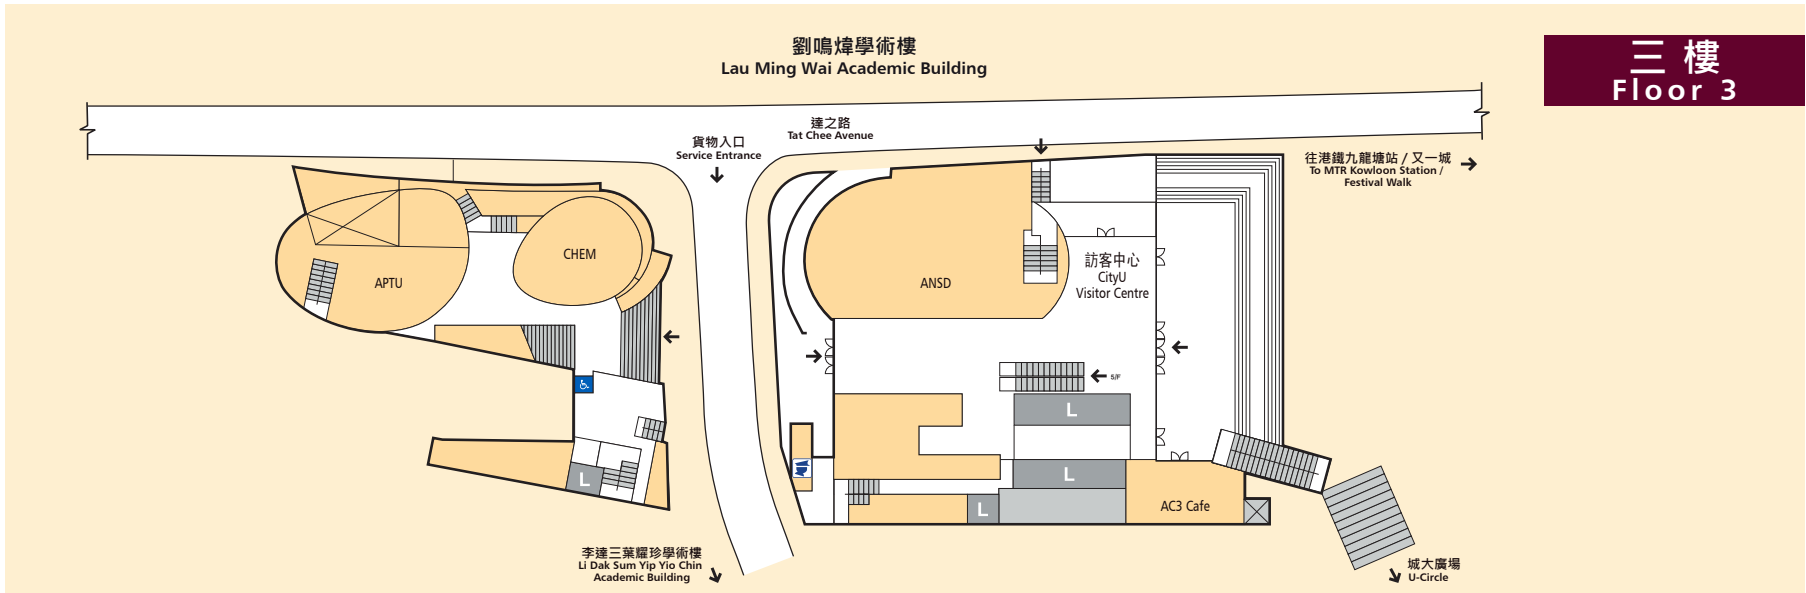 劉鳴煒學術樓
Lau Ming Wai Academic Building
三樓
Floor 3
達之路
Tat Chee Avenue
貨物入口
Service Entrance
往港鐵九龍塘站 / 又一城
To MTR Kowloon Station /
Festival Walk
CHEM
APTU
ANSD
訪客中心
CityU
Visitor Centre
5/F
L
L
L
L
AC3 Cafe
李達三葉耀珍學術樓
Li Dak Sum Yip Yio Chin
Academic Building
城大廣場
U-Circle